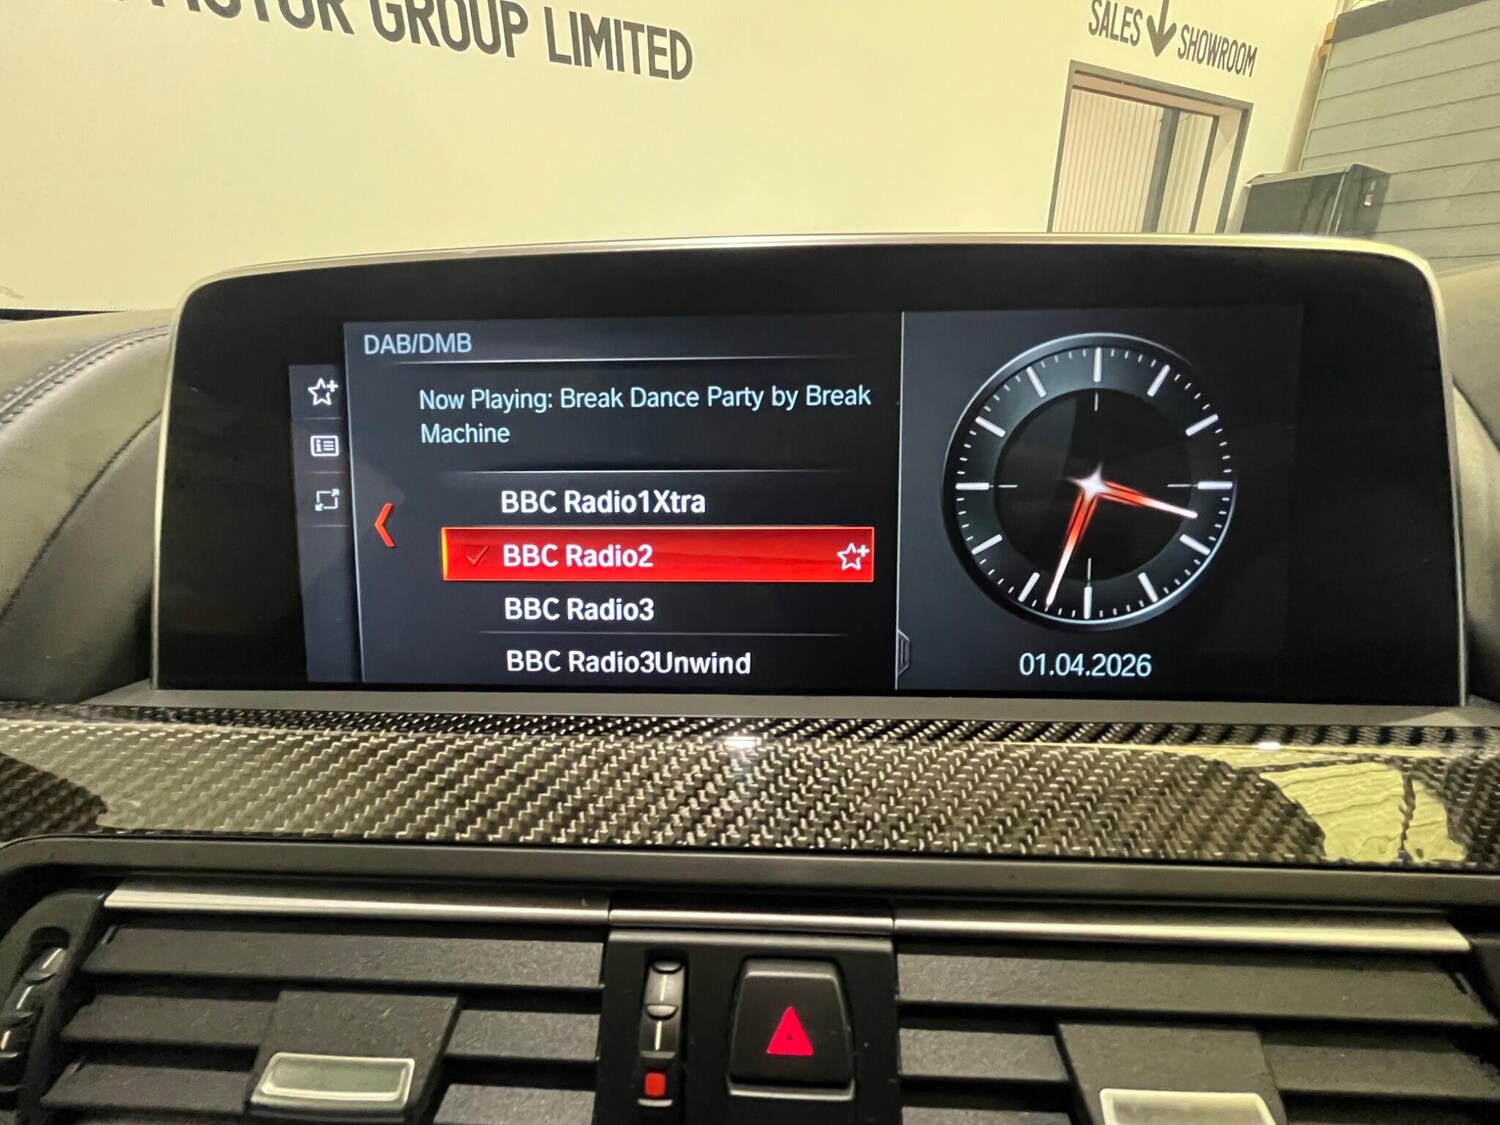 MOTOR GROUP LIMITED
SALES
SHOWROOM
DAB/DMB
Now Playing: Break Dance Party by Break
Machine
BBC Radio1Xtra
BBC Radio2
BBC Radio3
BBC Radio3Unwind
01.04.2026